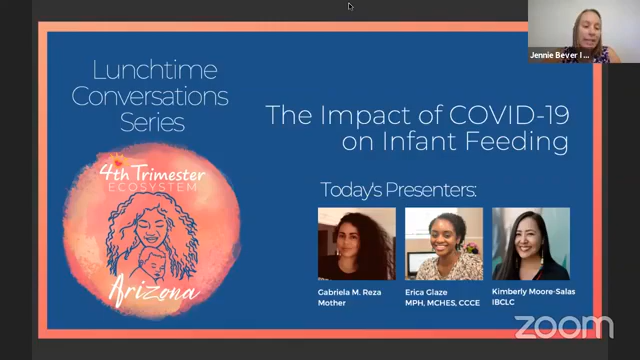 Lunchtime
Conversations
Series
4th Trimester
ECOSYSTEM
Arizona
The Impact of COVID-19
on Infant Feeding
Today's Presenters:
Gabriela M. Reza
Mother
Erica Glaze
MPH, MCHES, CCCE
Kimberly Moore-Salas
IBCLC
Jennie Bever I...
zoom